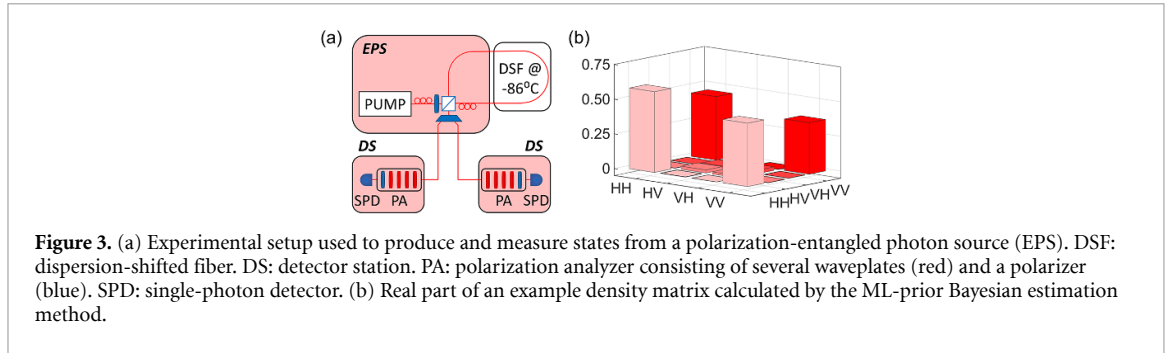 (a)
EPS
DSF @
-86⁰C
PUMP
DS
DS
SPD PA
PA SPD
(b)
0.75
0.50
0.25
0
HH
HV
VH
VV
HH
HV
VH
VV
Figure 3. (a) Experimental setup used to produce and measure states from a polarization-entangled photon source (EPS). DSF:
dispersion-shifted fiber. DS: detector station. PA: polarization analyzer consisting of several waveplates (red) and a polarizer
(blue). SPD: single-photon detector. (b) Real part of an example density matrix calculated by the ML-prior Bayesian estimation
method.